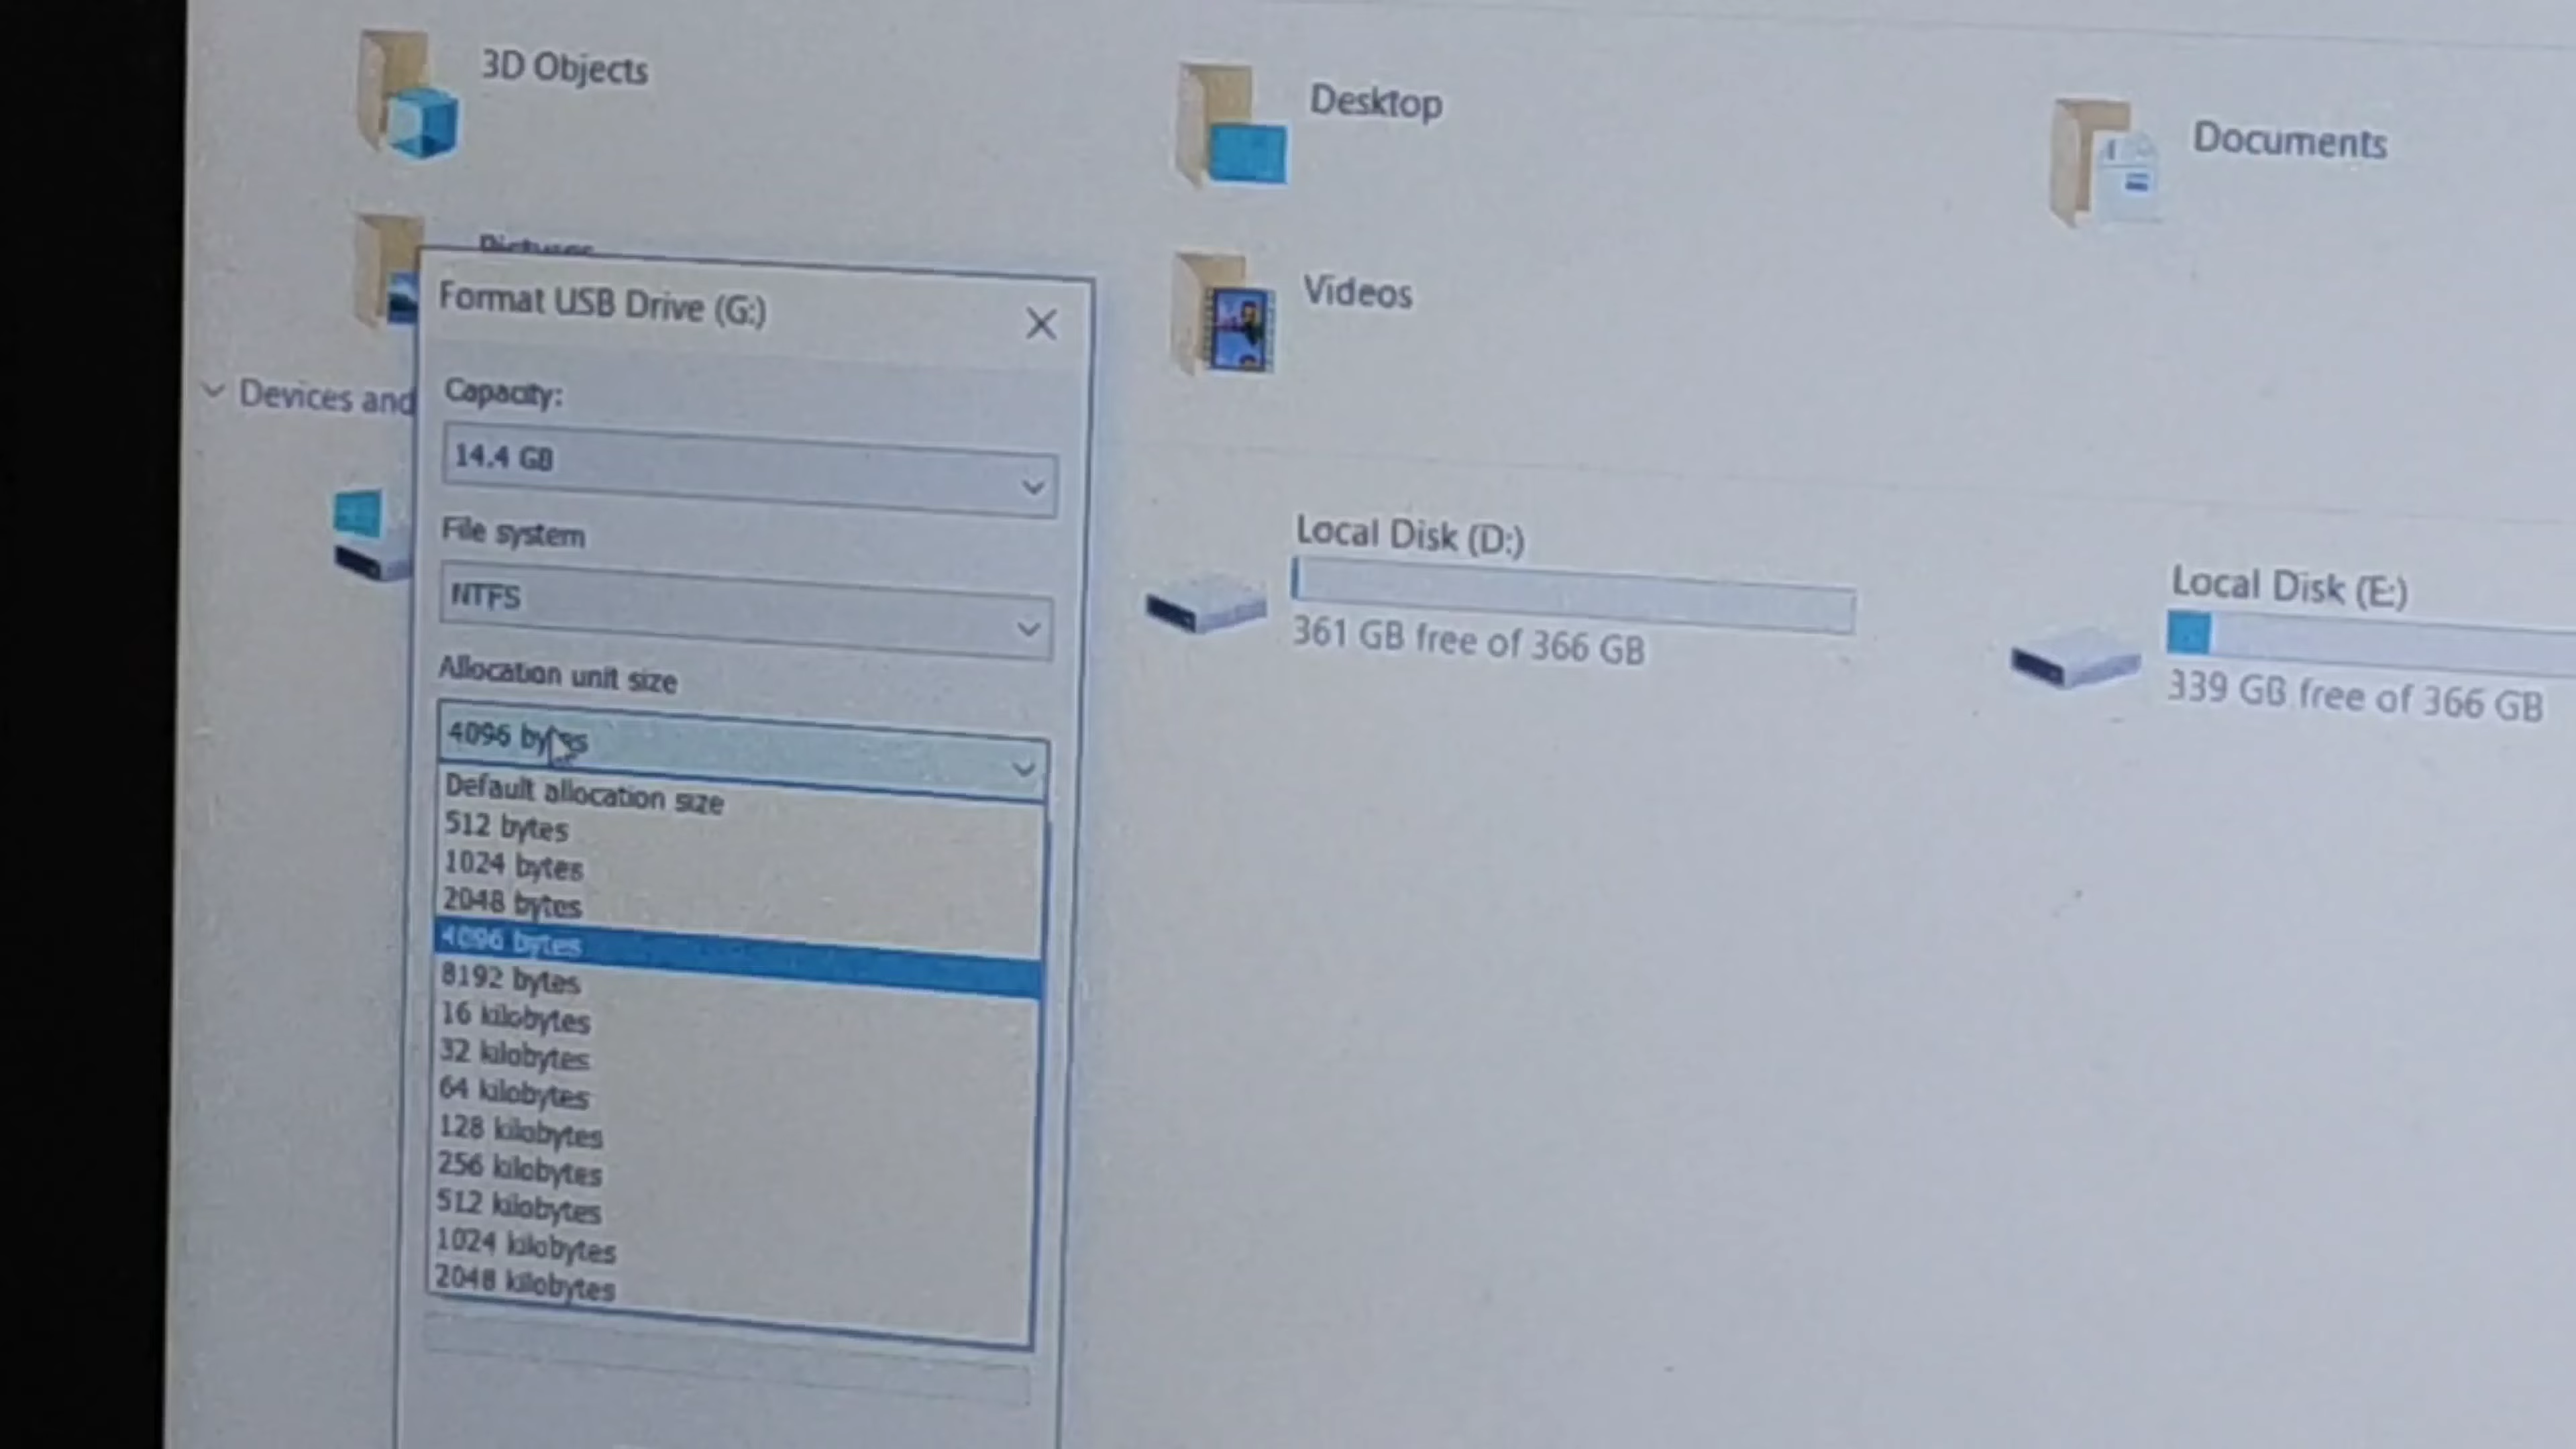 3D Objects
Desktop
Documents
Pictures
Videos
Format USB Drive (G:)
Devices and
Capacity:
14.4 GB
File system
NTFS
Allocation unit size
4096 bytes
Default allocation size
512 bytes
1024 bytes
2048 bytes
4096 bytes
8192 bytes
16 kilobytes
32 kilobytes
64 kilobytes
128 kilobytes
256 kilobytes
512 kilobytes
1024 kilobytes
2048 kilobytes
Local Disk (D:)
361 GB free of 366 GB
Local Disk (E:)
339 GB free of 366 GB